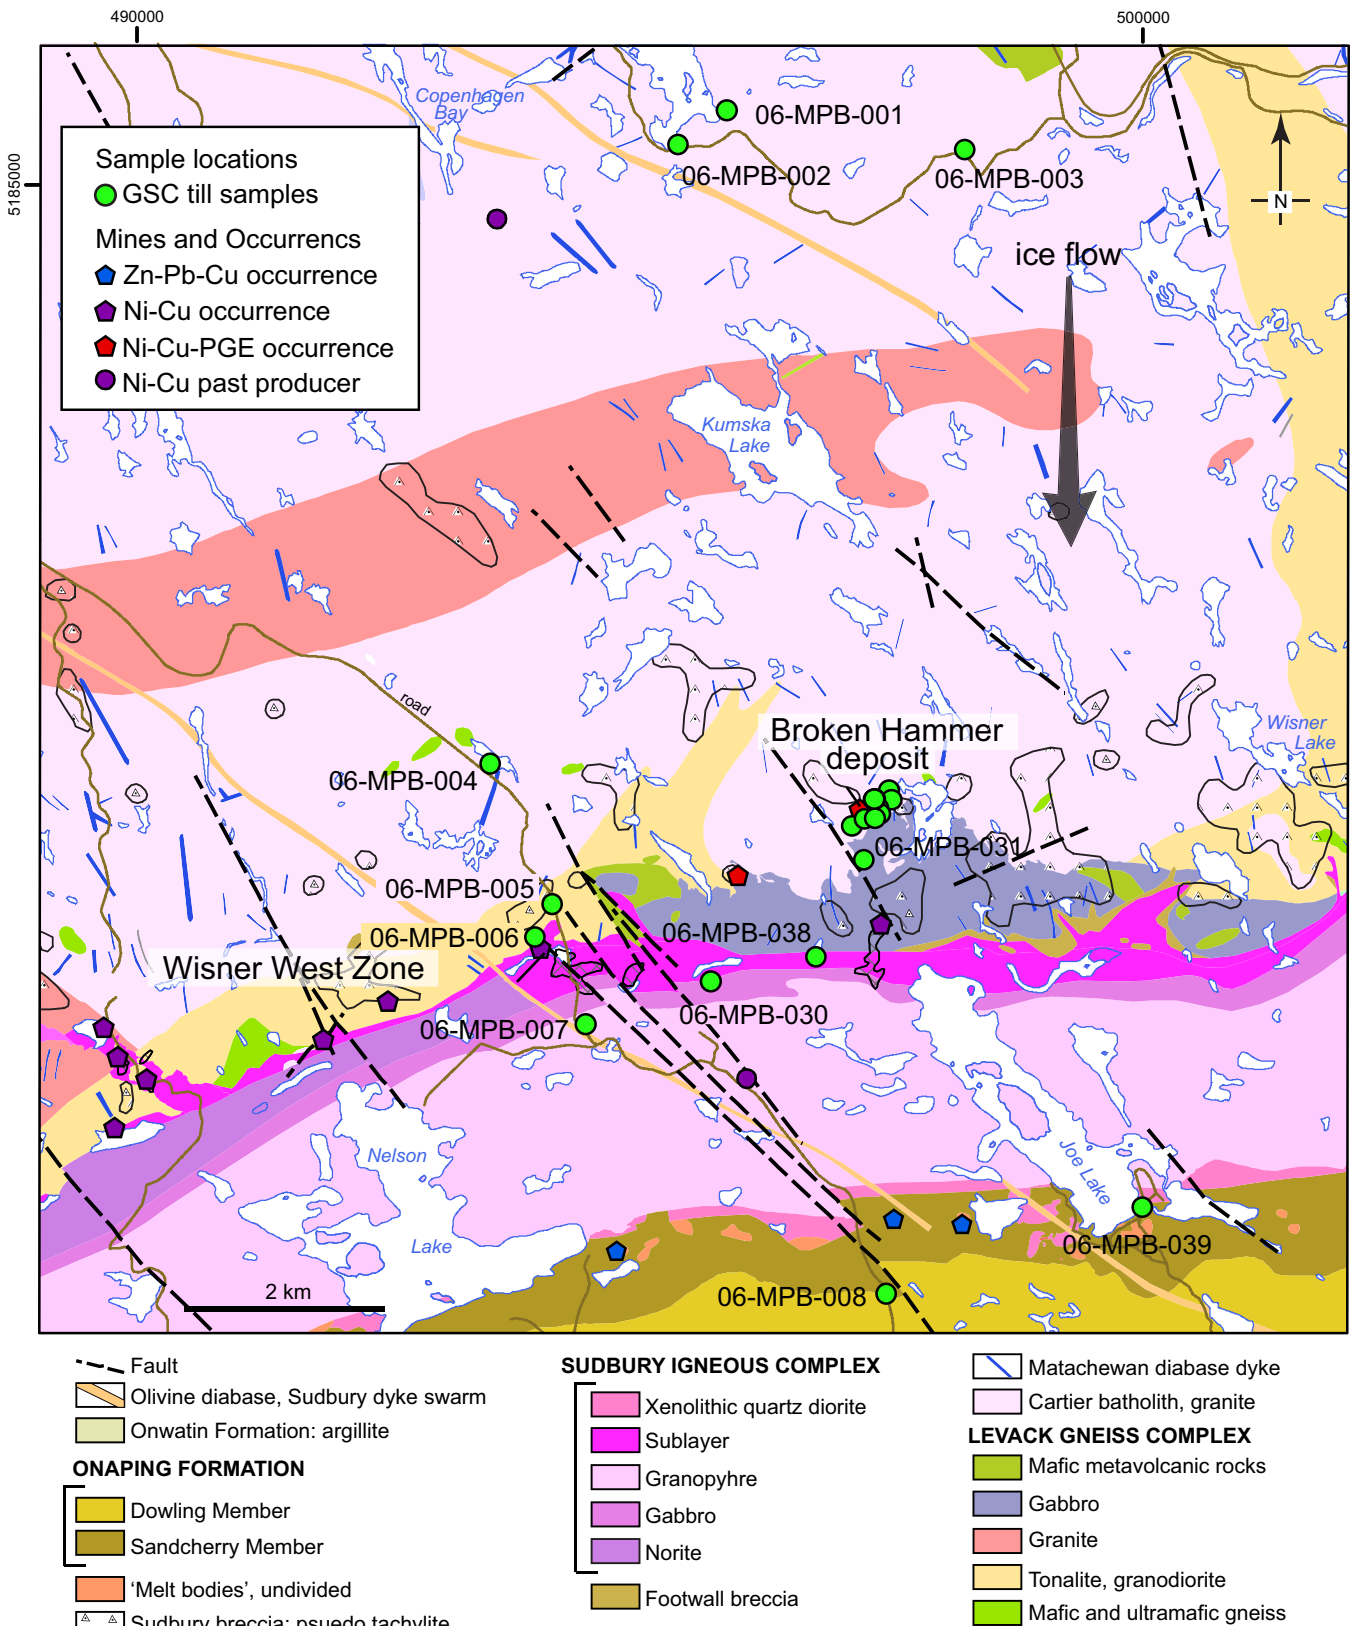 490000
500000
5185000
Copenhagen
Bay
06-MPB-001
06-MPB-002
06-MPB-003
Sample locations
GSC till samples
Mines and Occurrencs
Zn-Pb-Cu occurrence
Ni-Cu occurrence
Ni-Cu-PGE occurrence
Ni-Cu past producer
N
ice flow
Kumska
Lake
road
Broken Hammer
deposit
Wisner
Lake
06-MPB-004
06-MPB-031
06-MPB-005
06-MPB-006
06-MPB-038
Wisner West Zone
06-MPB-007
06-MPB-030
Nelson
Lake
Joe Lake
06-MPB-039
06-MPB-008
2 km
Fault
Olivine diabase, Sudbury dyke swarm
Onwatin Formation: argillite
ONAPING FORMATION
Dowling Member
Sandcherry Member
'Melt bodies', undivided
Sudbury breccia: psuedo tachylite
SUDBURY IGNEOUS COMPLEX
Xenolithic quartz diorite
Sublayer
Granopyhre
Gabbro
Norite
Footwall breccia
Matachewan diabase dyke
Cartier batholith, granite
LEVACK GNEISS COMPLEX
Mafic metavolcanic rocks
Gabbro
Granite
Tonalite, granodiorite
Mafic and ultramafic gneiss